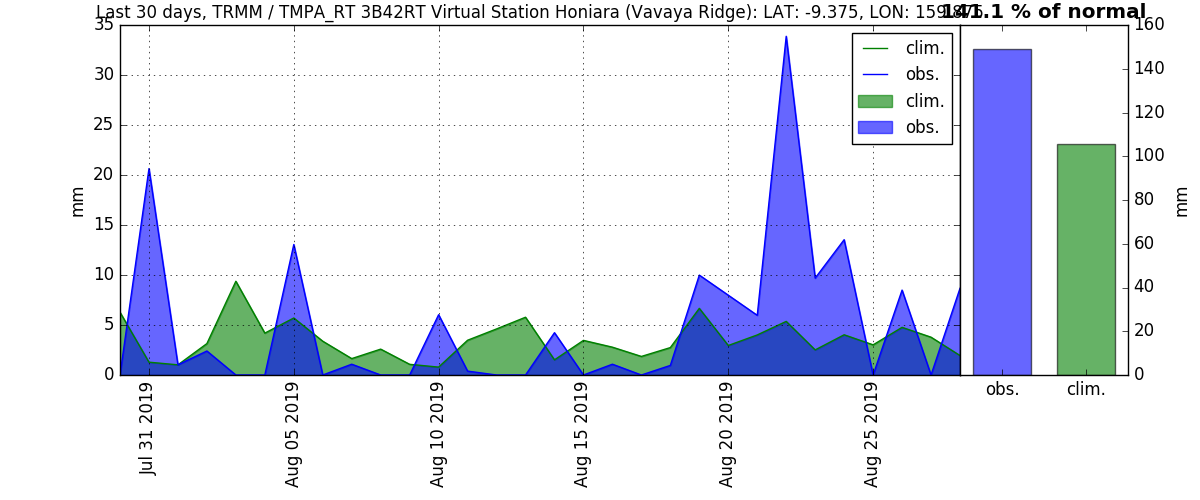 Last 30 days, TRMM / TMPA_RT 3B42RT Virtual Station Honiara (Vavaya Ridge): LAT: -9.375, LON:
141.1 % of normal
35
30
25
20
15
10
5
0
mm
clim.
obs.
clim.
obs.
Jul 31 2019
Aug 05 2019
Aug 10 2019
Aug 15 2019
Aug 20 2019
Aug 25 2019
160
140
120
100
80
60
40
20
0
mm
obs.
clim.